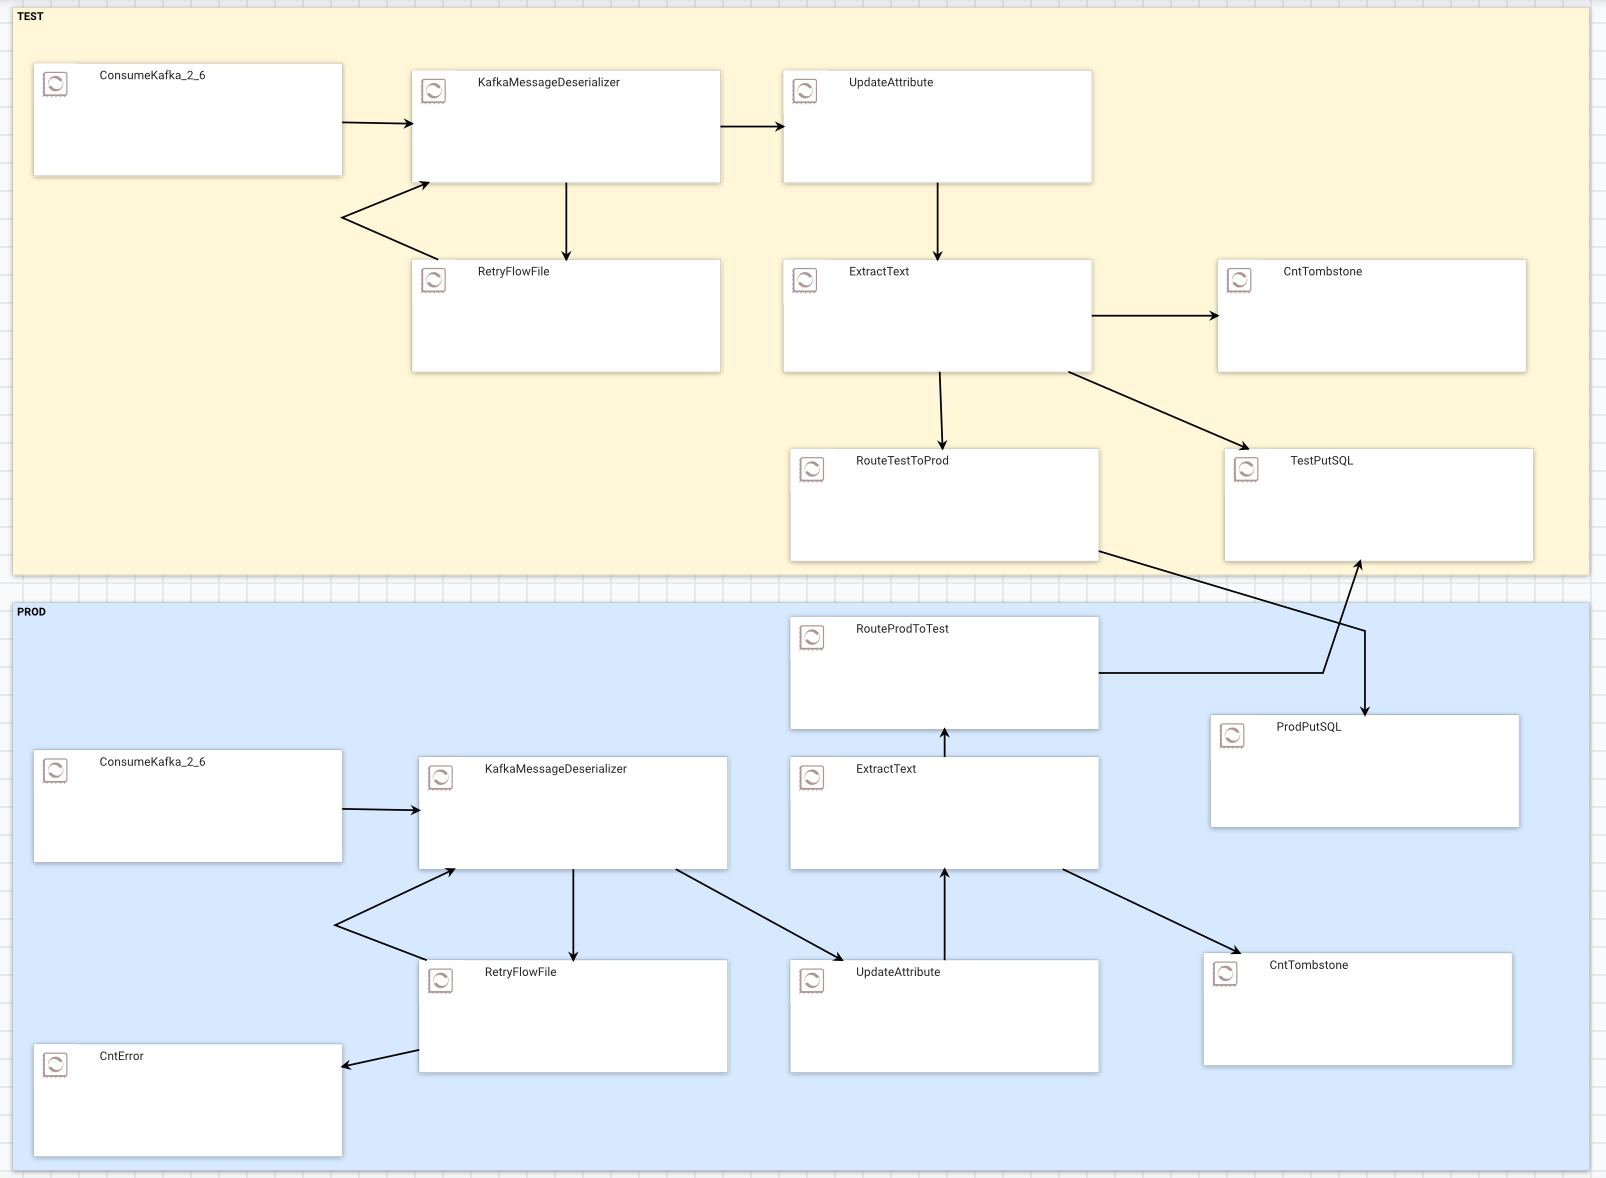 TEST
ConsumeKafka_2_6
KafkaMessageDeserializer
UpdateAttribute
RetryFlowFile
ExtractText
CntTombstone
RouteTestToProd
TestPutSQL
PROD
RouteProdToTest
ProdPutSQL
ConsumeKafka_2_6
KafkaMessageDeserializer
ExtractText
RetryFlowFile
UpdateAttribute
CntTombstone
CntError